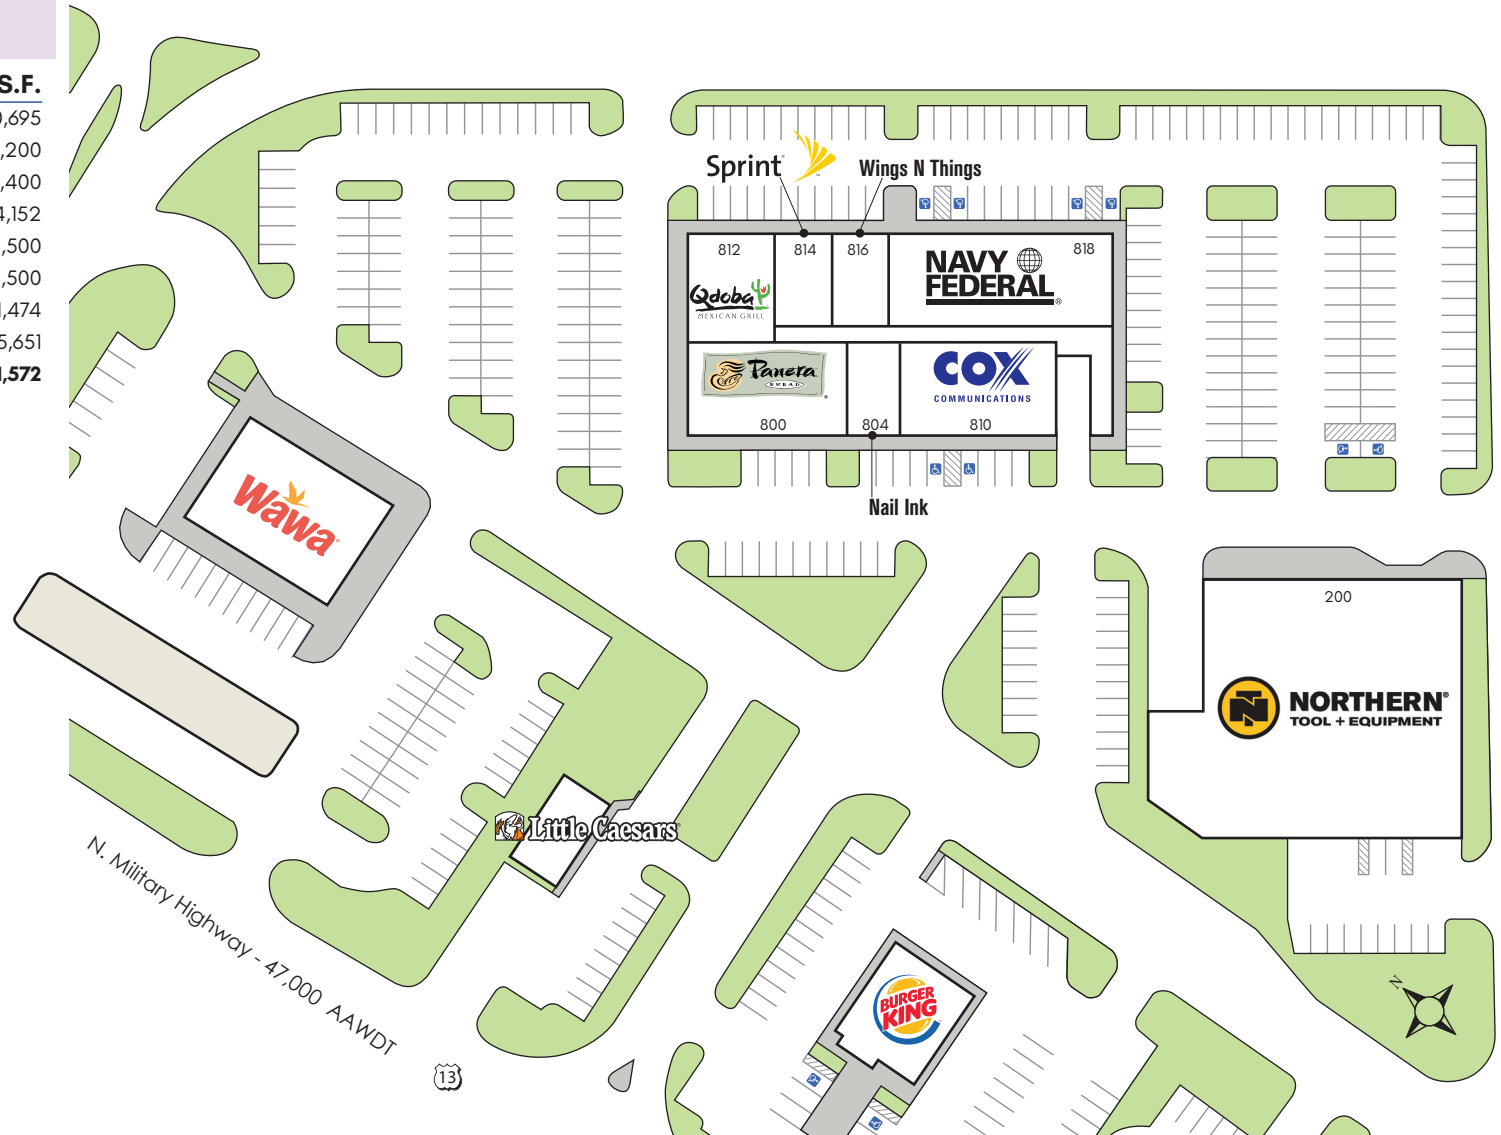 S.F.
,695
,200
,400
,152
,500
,500
,474
5,651
,572
Sprint
Wings N Things
812
814
816
818
Qdoba
MEXICAN GRILL
NAVY
FEDERAL®
Panera
BREAD
COX
COMMUNICATIONS
800
804
810
Nail Ink
Wawa
200
NORTHERN®
TOOL + EQUIPMENT
Little Caesars
N. Military Highway - 47,000 AAWDT
13
BURGER
KING
N